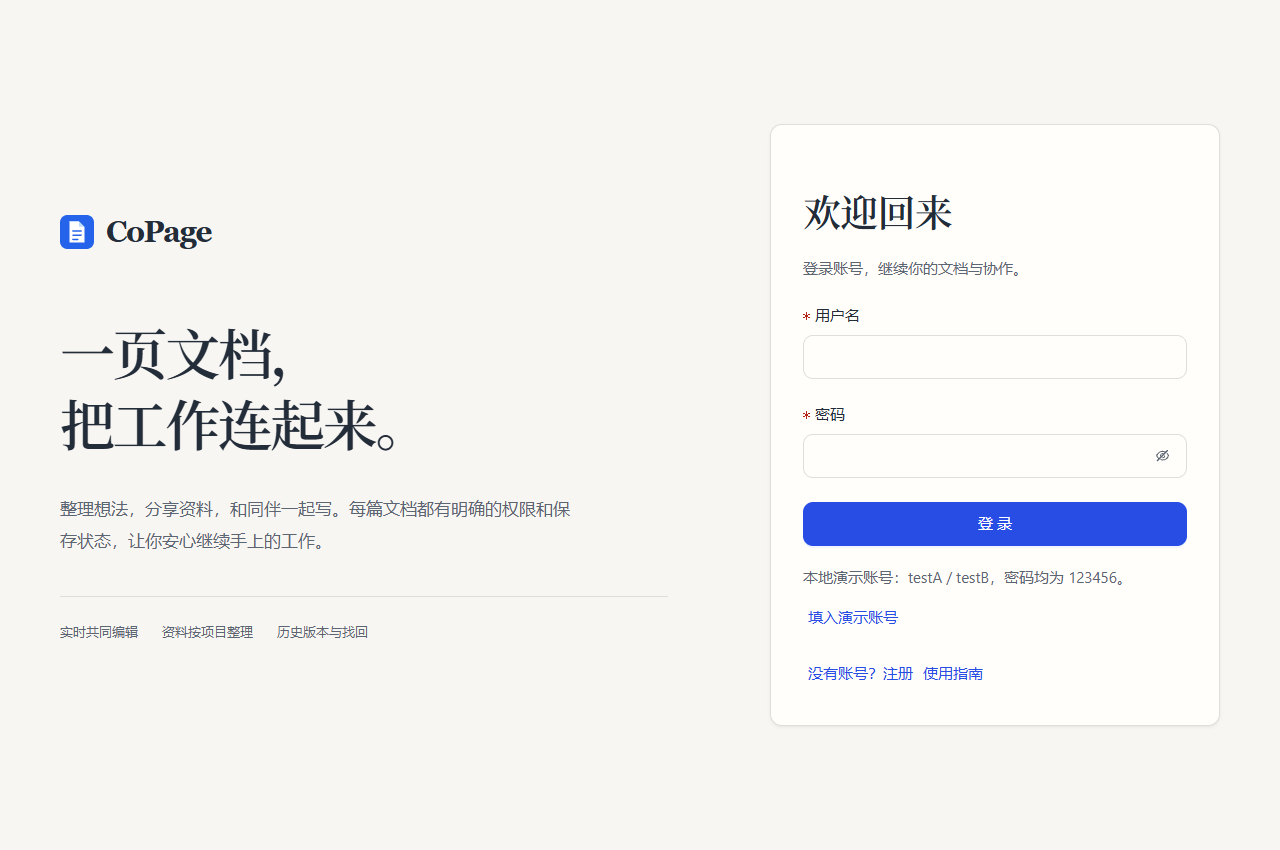 CoPage
一页文档，
把工作连起来。
整理想法，分享资料，和同伴一起写。每篇文档都有明确的权限和保
存状态，让你安心继续手上的工作。
实时共同编辑 资料按项目整理 历史版本与找回
欢迎回来
登录账号，继续你的文档与协作。
* 用户名
* 密码
登 录
本地演示账号：testA / testB，密码均为 123456。
填入演示账号
没有账号？注册 使用指南